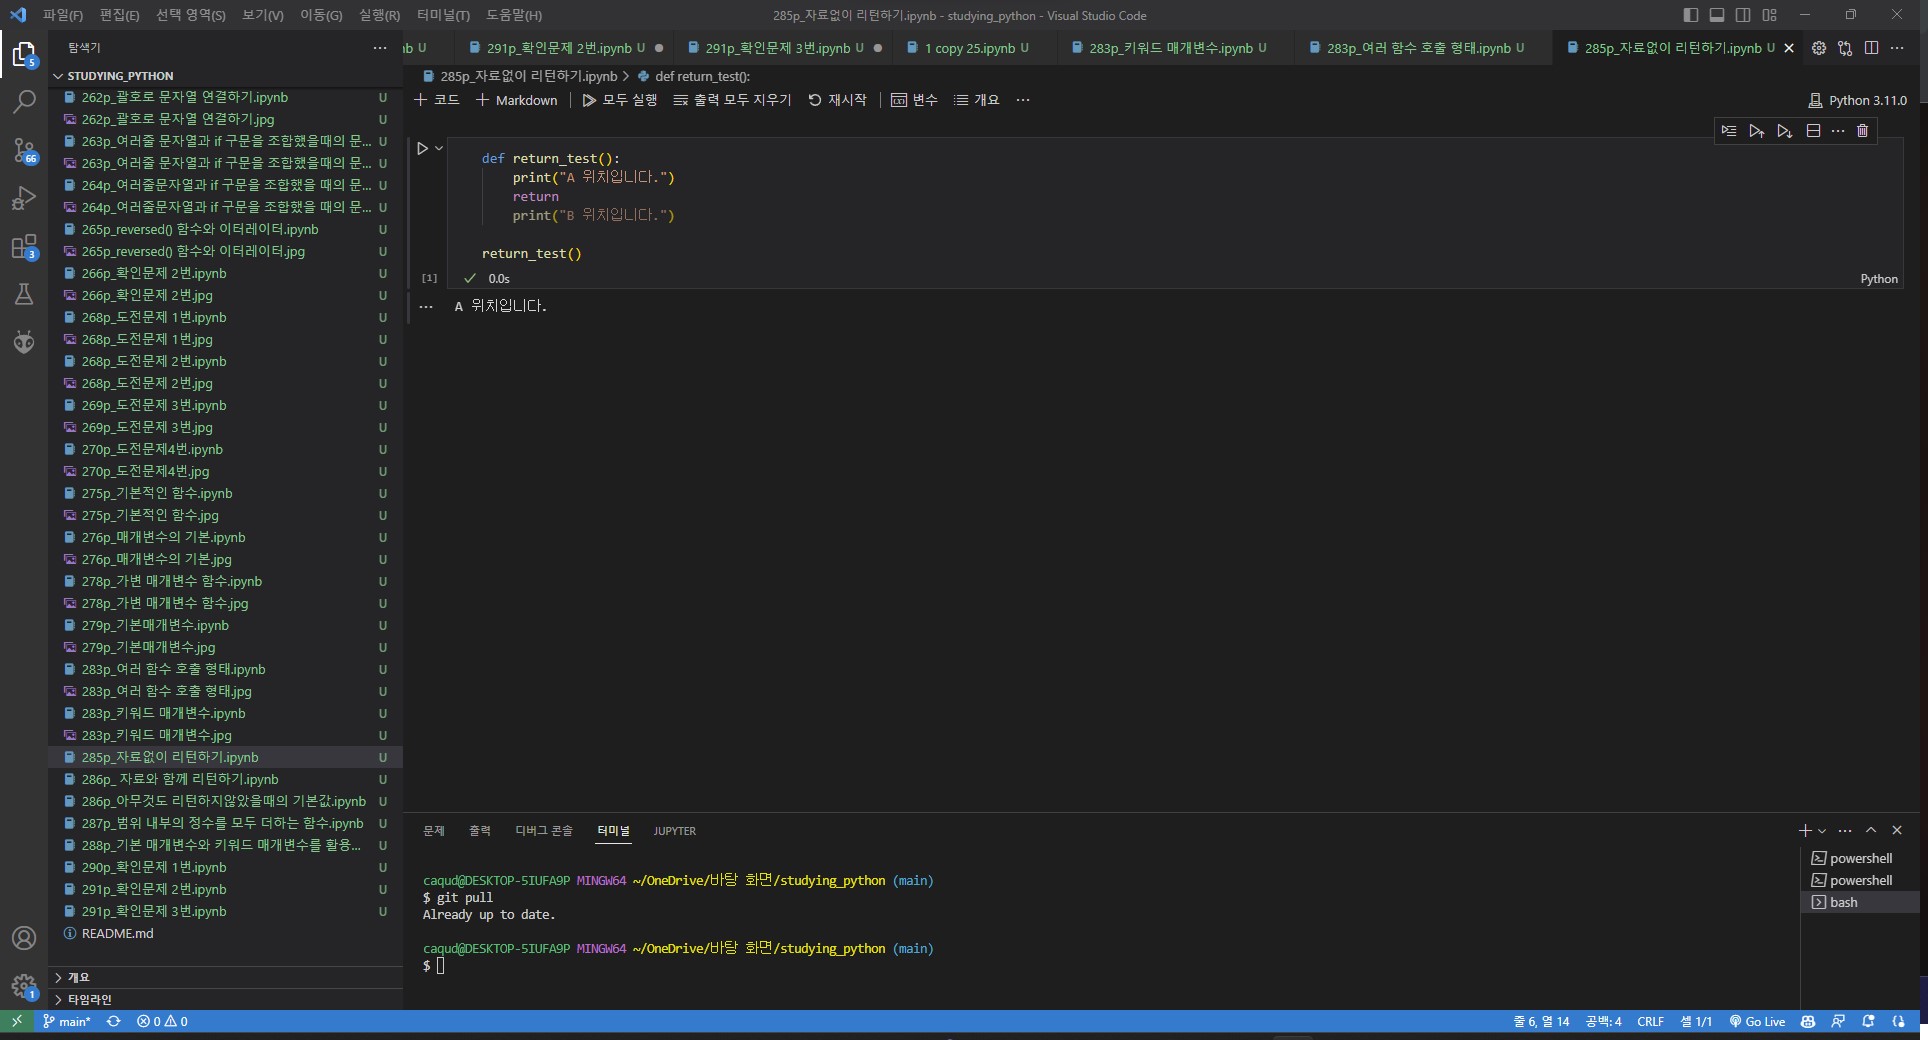 파일(F) 편집(E) 선택 영역(S) 보기(V) 이동(G) 실행(R) 터미널(T) 도움말(H)
285p_자료없이 리턴하기.ipynb - studying_python - Visual Studio Code
탐색기
nb U
291p_확인문제 2번.ipynb U
291p_확인문제 3번.ipynb U
1 copy 25.ipynb U
283p_키워드 매개변수.ipynb U
283p_여러 함수 호출 형태.ipynb U
285p_자료없이 리턴하기.ipynb U
285p_자료없이 리턴하기.ipynb > def return_test():
코드 Markdown 모두 실행 출력 모두 지우기 재시작 변수 개요
Python 3.11.0
5
66
3
1
STUDYING_PYTHON
262p_괄호로 문자열 연결하기.ipynb U
262p_괄호로 문자열 연결하기.jpg U
263p_여러줄 문자열과 if 구문을 조합했을때의 문... U
263p_여러줄 문자열과 if 구문을 조합했을때의 문... U
264p_여러줄문자열과 if 구문을 조합했을 때의 문... U
264p_여러줄문자열과 if 구문을 조합했을 때의 문... U
265p_reversed() 함수와 이터레이터.ipynb U
265p_reversed() 함수와 이터레이터.jpg U
266p_확인문제 2번.ipynb U
266p_확인문제 2번.jpg U
268p_도전문제 1번.ipynb U
268p_도전문제 1번.jpg U
268p_도전문제 2번.ipynb U
268p_도전문제 2번.jpg U
269p_도전문제 3번.ipynb U
269p_도전문제 3번.jpg U
270p_도전문제4번.ipynb U
270p_도전문제4번.jpg U
275p_기본적인 함수.ipynb U
275p_기본적인 함수.jpg U
276p_매개변수의 기본.ipynb U
276p_매개변수의 기본.jpg U
278p_가변 매개변수 함수.ipynb U
278p_가변 매개변수 함수.jpg U
279p_기본매개변수.ipynb U
279p_기본매개변수.jpg U
283p_여러 함수 호출 형태.ipynb U
283p_여러 함수 호출 형태.jpg U
283p_키워드 매개변수.ipynb U
283p_키워드 매개변수.jpg U
285p_자료없이 리턴하기.ipynb U
286p_ 자료와 함께 리턴하기.ipynb U
286p_아무것도 리턴하지않았을때의 기본값.ipynb U
287p_범위 내부의 정수를 모두 더하는 함수.ipynb U
288p_기본 매개변수와 키워드 매개변수를 활용... U
290p_확인문제 1번.ipynb U
291p_확인문제 2번.ipynb U
291p_확인문제 3번.ipynb U
README.md
개요
타임라인
def return_test():
print("A 위치입니다.")
return
print("B 위치입니다.")
return_test()
[1] 0.0s
Python
A 위치입니다.
문제 출력 디버그 콘솔 터미널 JUPYTER
caqud@DESKTOP-5IUFA9P MINGW64 ~/OneDrive/바탕 화면/studying_python (main)
$ git pull
Already up to date.
caqud@DESKTOP-5IUFA9P MINGW64 ~/OneDrive/바탕 화면/studying_python (main)
$
powershell
powershell
bash
main* 0 0
줄 6, 열 14 공백: 4 CRLF 셀 1/1 Go Live